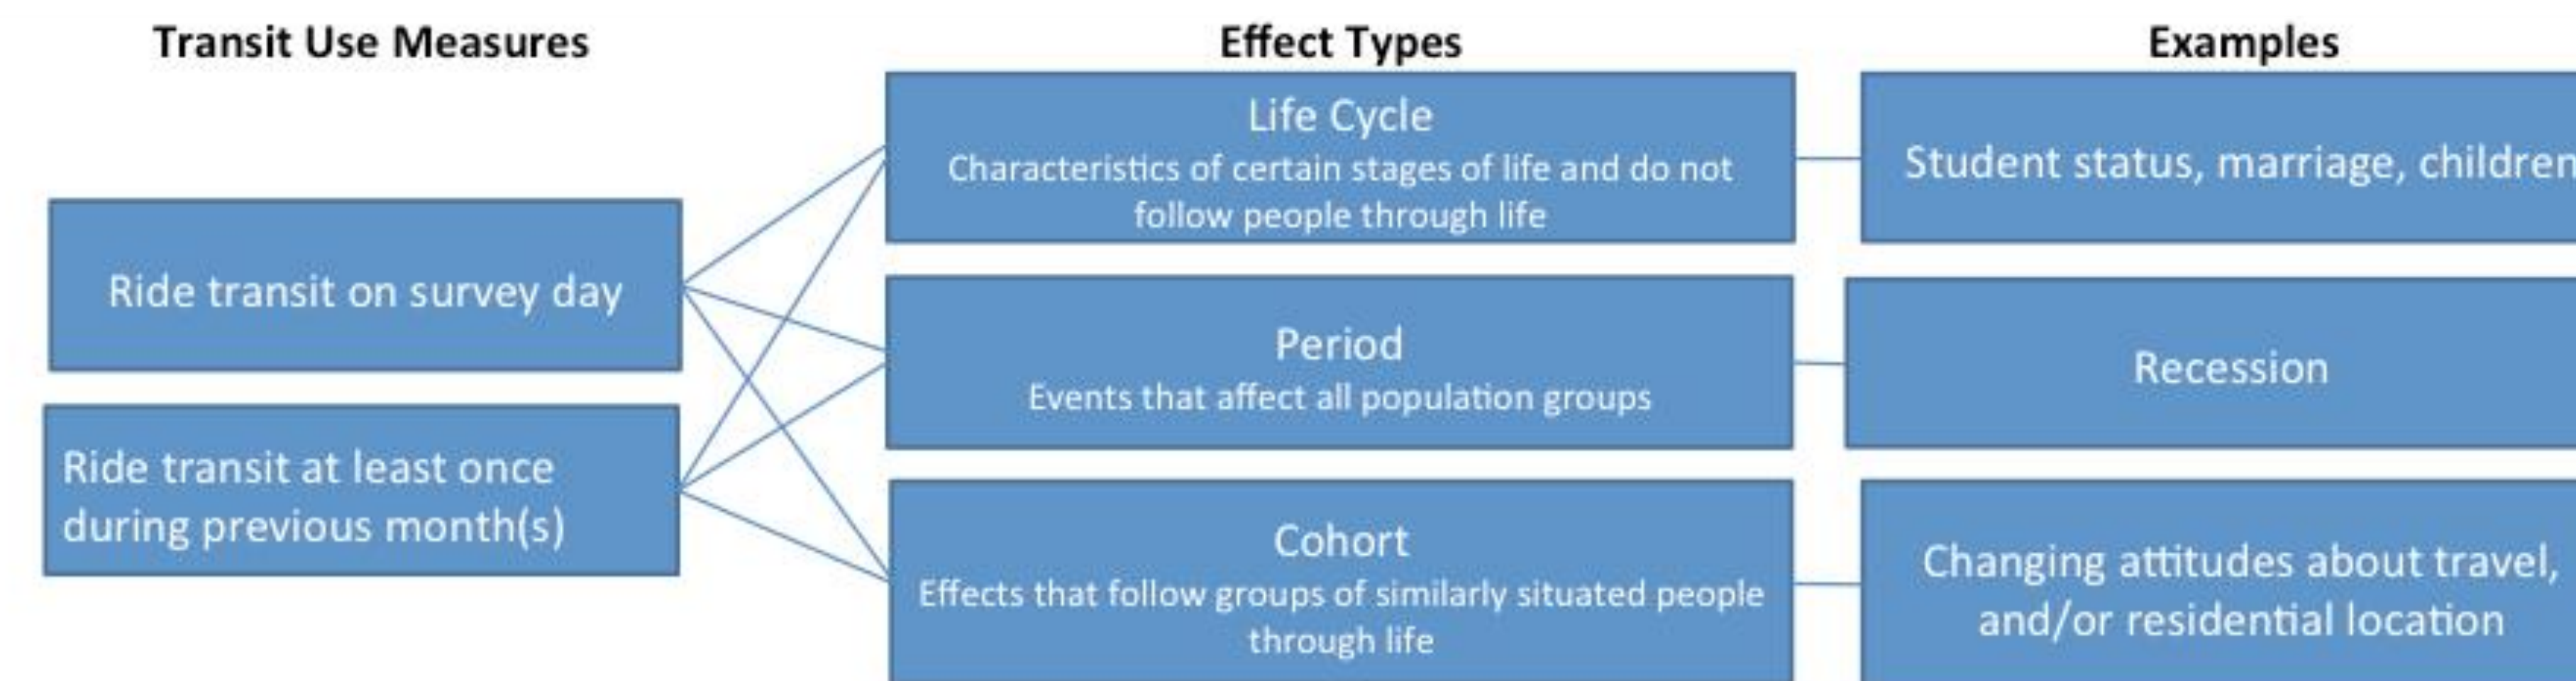 Transit Use Measures
Effect Types
Examples
Ride transit on survey day
Ride transit at least once
during previous month(s)
Life Cycle
Characteristics of certain stages of life and do not
follow people through life
Period
Events that affect all population groups
Cohort
Effects that follow groups of similarly situated people
through life
Student status, marriage, children
Recession
Changing attitudes about travel,
and/or residential location